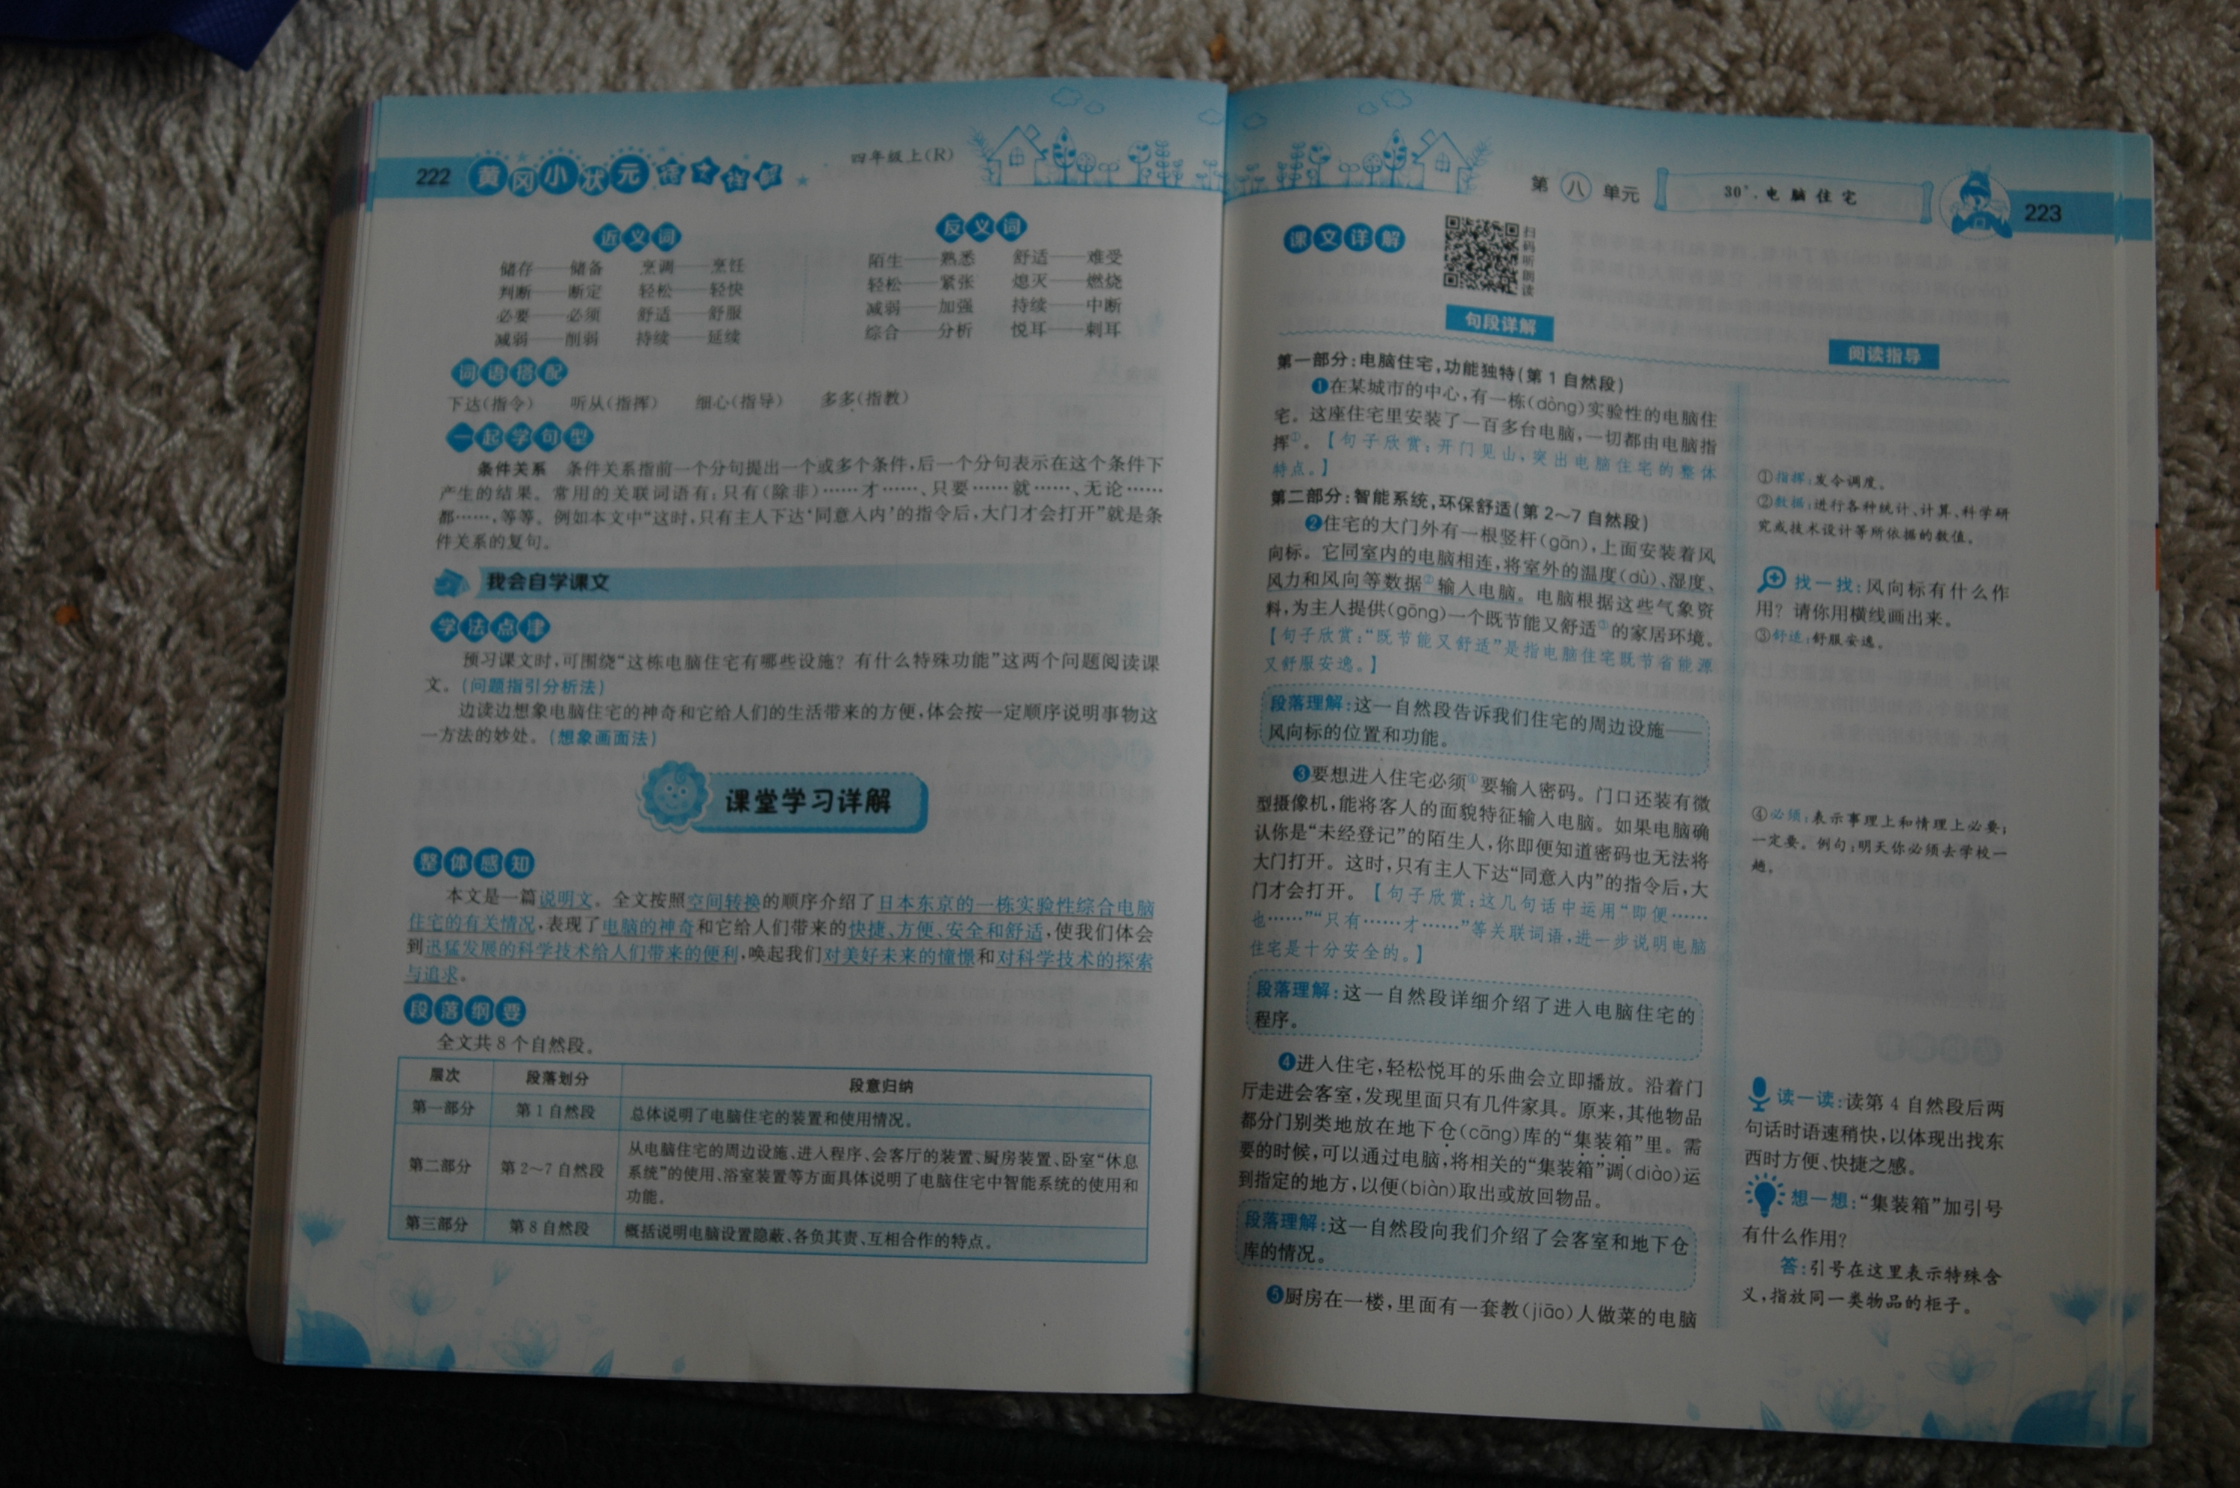 222 黄冈小状元 四年级上(R)
近义词
储存——储备 烹调——烹饪
判断——断定 轻松——轻快
必要——必须 舒适——舒服
减弱——削弱 持续——延续
反义词
陌生——熟悉 舒适——难受
轻松——紧张 熄灭——燃烧
减弱——加强 持续——中断
综合——分析 悦耳——刺耳
词语搭配
下达(指令) 听从(指挥) 细心(指导) 多多(指教)
一起学句型
条件关系 条件关系指前一个分句提出一个或多个条件,后一个分句表示在这个条件下
产生的结果。常用的关联词语有:只有(除非)……才……、只要……就……、无论……
都……,等等。例如本文中“这时,只有主人下达‘同意人内’的指令后,大门才会打开”就是条
件关系的复句。
我会自学课文
学法点津
预习课文时,可围绕“这栋电脑住宅有哪些设施?有什么特殊功能”这两个问题阅读课
文。(问题指引分析法)
边读边想象电脑住宅的神奇和它给人们的生活带来的方便,体会按一定顺序说明事物这
一方法的妙处。(想象画面法)
课堂学习详解
整体感知
本文是一篇说明文。全文按照空间转换的顺序介绍了日本东京的一栋实验性综合电脑
住宅的有关情况,表现了电脑的神奇和它给人们带来的快捷、方便、安全和舒适,使我们体会
到迅猛发展的科学技术给人们带来的便利,唤起我们对美好未来的憧憬和对科学技术的探索
与追求。
段落纲要
全文共8个自然段。
层次 段落划分 段意归纳
第一部分 第1自然段 总体说明了电脑住宅的装置和使用情况。
第二部分 第2~7自然段 从电脑住宅的周边设施、进入程序、会客厅的装置、厨房装置、卧室“休息
系统”的使用、浴室装置等方面具体说明了电脑住宅中智能系统的使用和
功能。
第三部分 第8自然段 概括说明电脑设置隐蔽、各负其责、互相合作的特点。
第八单元 30*.电脑住宅 223
课文详解
扫码听朗读
句段详解
阅读指导
第一部分:电脑住宅,功能独特(第1自然段)
❶在某城市的中心,有一栋(dòng)实验性的电脑住
宅。这座住宅里安装了一百多台电脑,一切都由电脑指
挥①。【句子欣赏:开门见山,突出电脑住宅的整体
特点。】
第二部分:智能系统,环保舒适(第2~7自然段)
❷住宅的大门外有一根竖杆(gān),上面安装着风
向标。它同室内的电脑相连,将室外的温度(dù)、湿度、
风力和风向等数据②输入电脑。电脑根据这些气象资
料,为主人提供(gōng)一个既节能又舒适③的家居环境。
【句子欣赏:“既节能又舒适”是指电脑住宅既节省能源
又舒服安逸。】
段落理解:这一自然段告诉我们住宅的周边设施——
风向标的位置和功能。
❸要想进入住宅必须④要输入密码。门口还装有微
型摄像机,能将客人的面貌特征输入电脑。如果电脑确
认你是“未经登记”的陌生人,你即便知道密码也无法将
大门打开。这时,只有主人下达“同意人内”的指令后,大
门才会打开。【句子欣赏:这几句话中运用“即便……
也……”“只有……才……”等关联词语,进一步说明电脑
住宅是十分安全的。】
段落理解:这一自然段详细介绍了进入电脑住宅的
程序。
❹进人住宅,轻松悦耳的乐曲会立即播放。沿着门
厅走进会客室,发现里面只有几件家具。原来,其他物品
都分门别类地放在地下仓(cāng)库的“集装箱”里。需
要的时候,可以通过电脑,将相关的“集装箱”调(diào)运
到指定的地方,以便(biàn)取出或放回物品。
段落理解:这一自然段向我们介绍了会客室和地下仓
库的情况。
❺厨房在一楼,里面有一套教(jiāo)人做菜的电脑
①指挥:发令调度。
②数据:进行各种统计、计算、科学研
究或技术设计等所依据的数值。
找一找:风向标有什么作
用?请你用横线画出来。
③舒适:舒服安逸。
④必须:表示事理上和情理上必要;
一定要。例句:明天你必须去学校一
趟。
读一读:读第4自然段后两
句话时语速稍快,以体现出找东
西时方便、快捷之感。
想一想:“集装箱”加引号
有什么作用?
答:引号在这里表示特殊含
义,指放同一类物品的柜子。